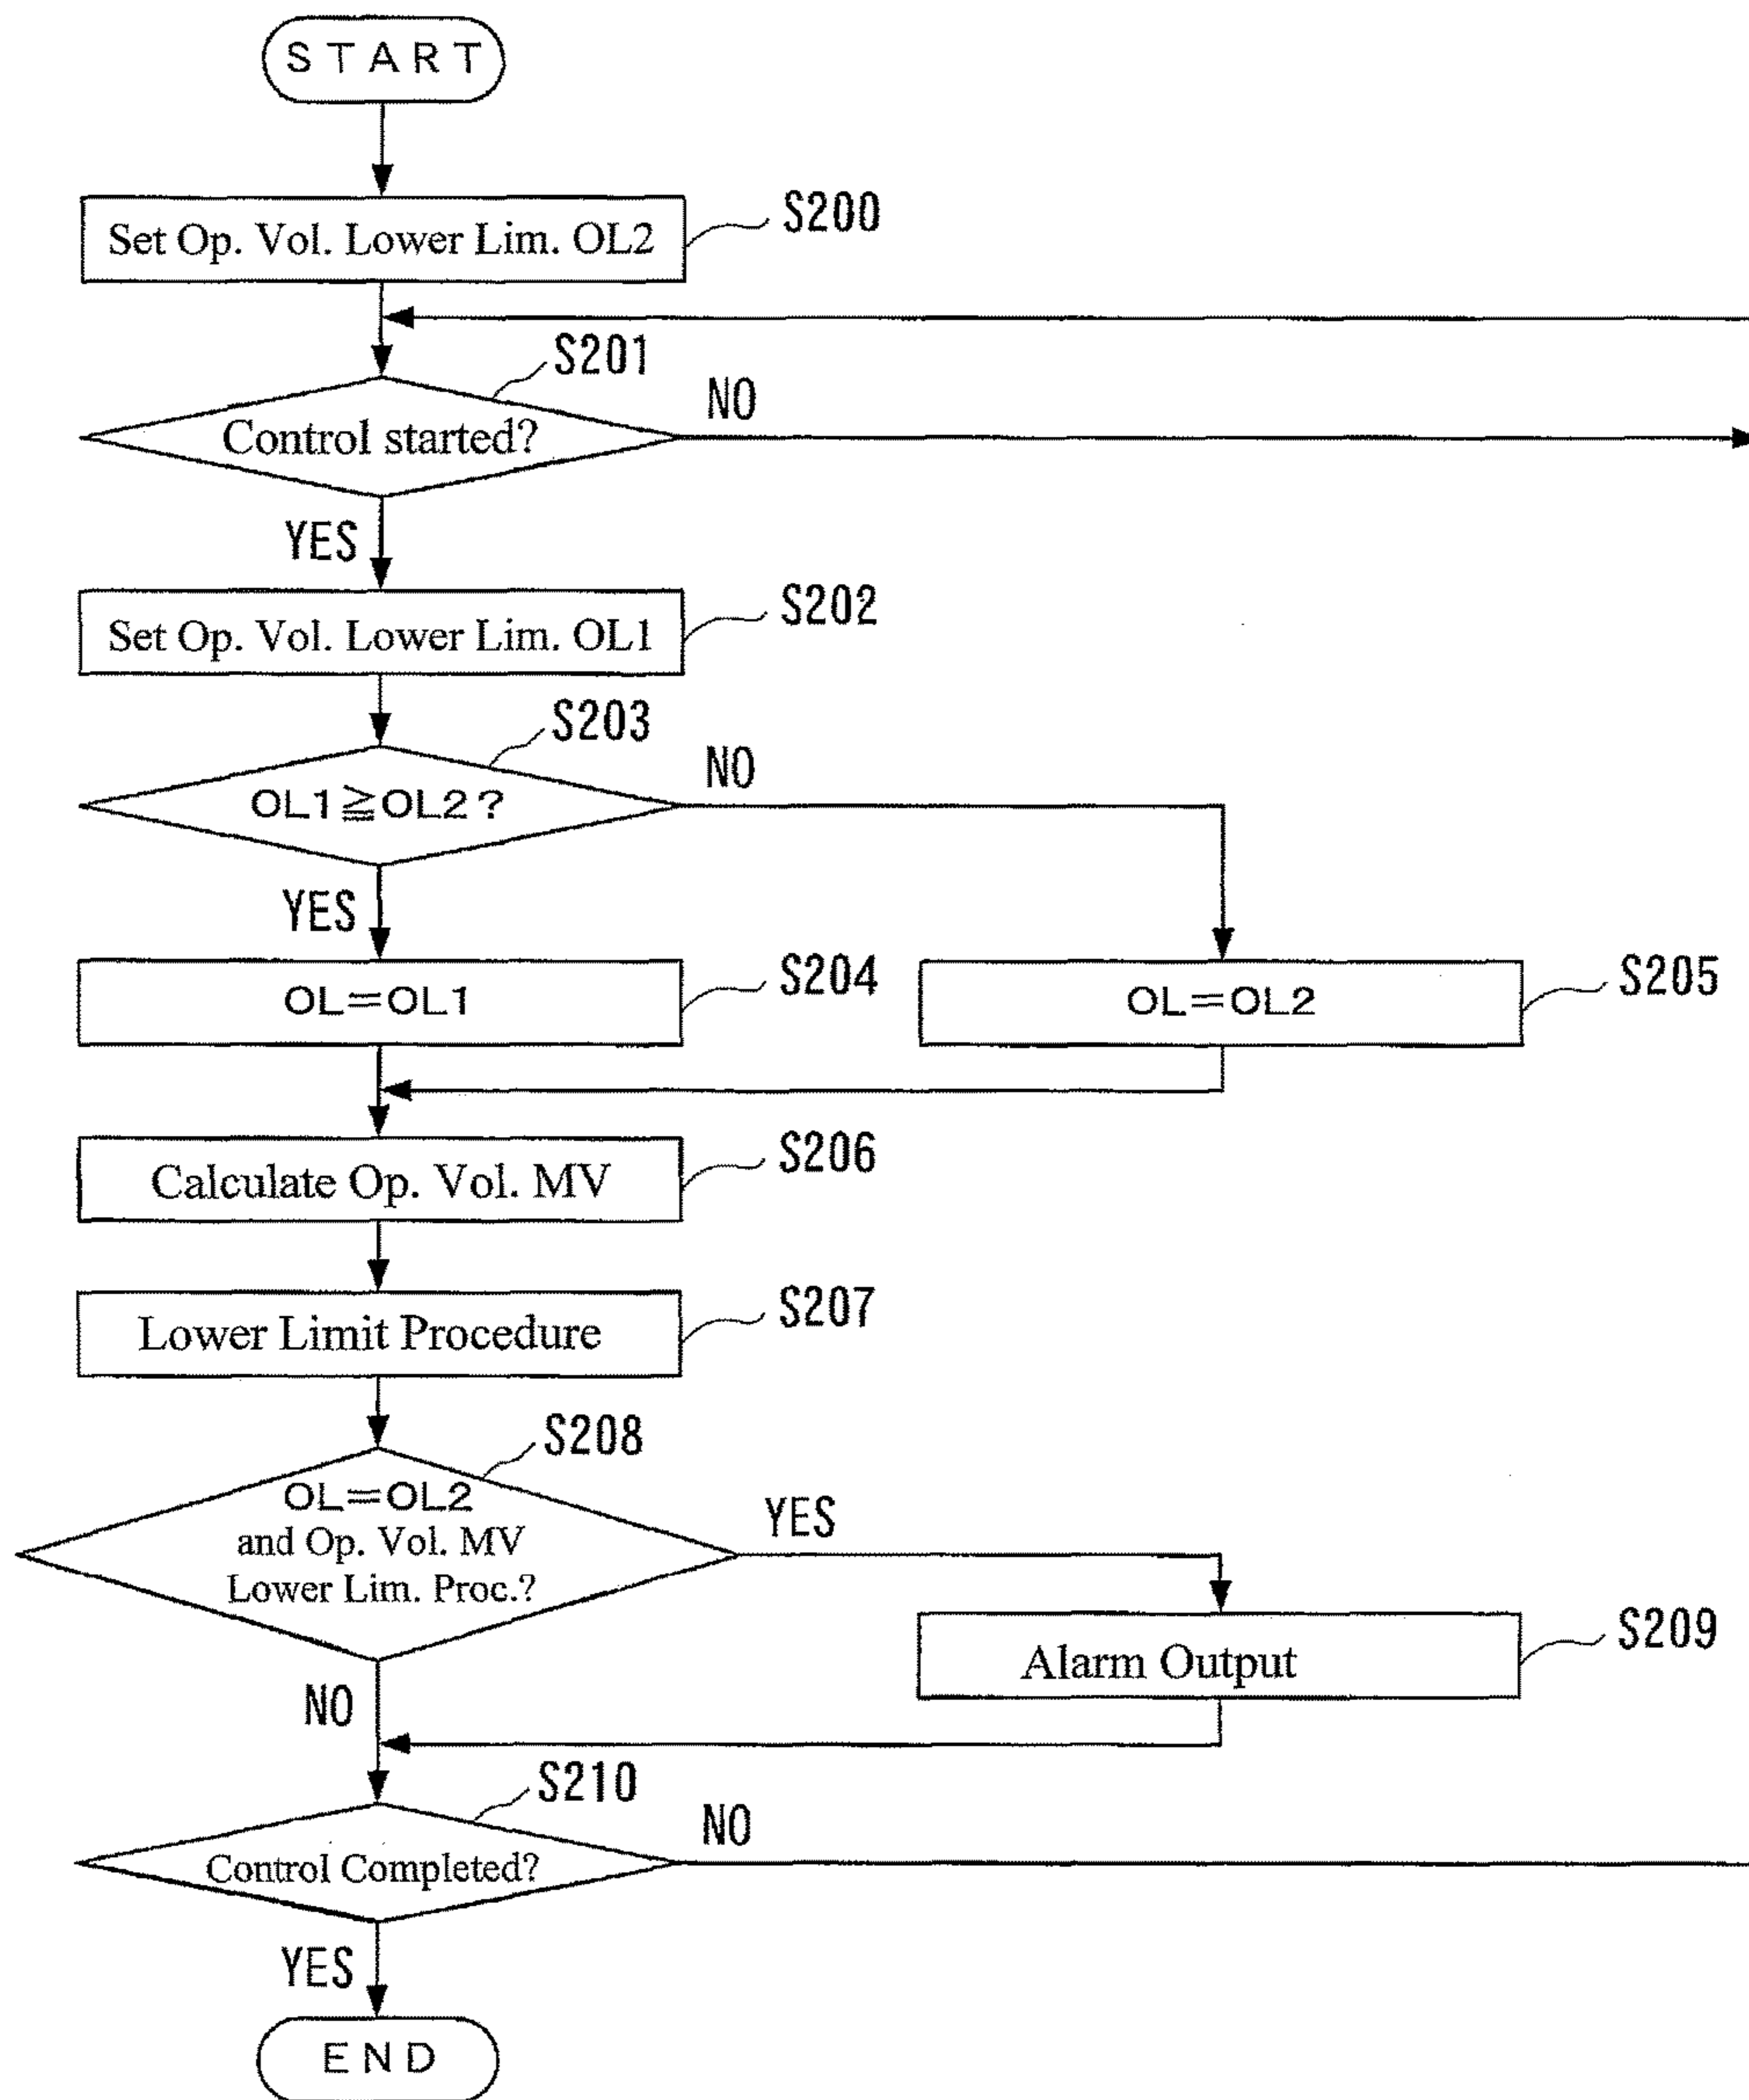 START
Set Op. Vol. Lower Lim. OL2
S200
S201
Control started?
NO
YES
Set Op. Vol. Lower Lim. OL1
S202
S203
OL1≧OL2?
NO
YES
OL=OL1
S204
OL=OL2
S205
Calculate Op. Vol. MV
S206
Lower Limit Procedure
S207
S208
OL=OL2
and Op. Vol. MV
Lower Lim. Proc.?
YES
Alarm Output
S209
NO
S210
Control Completed?
NO
YES
END